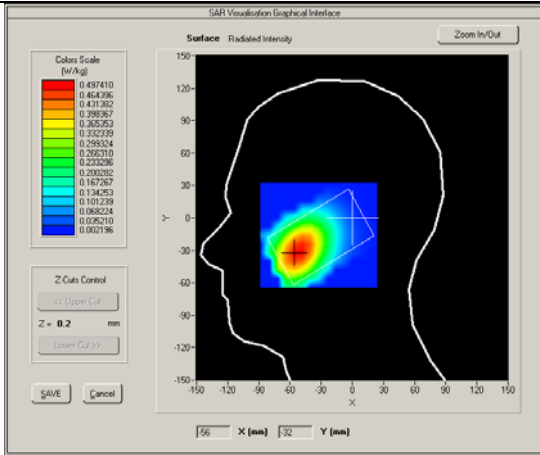 SAR Visualisation Graphical Interface
Surface Radiated Intensity
Zoom In/Out
Colors Scale
(W/kg)
0.497410
0.464396
0.431382
0.398367
0.365353
0.332339
0.299324
0.266310
0.233296
0.200282
0.167267
0.134253
0.101239
0.068224
0.035210
0.002196
150
120
90
60
30
0
-30
-60
-90
-120
-150
Y
-150 -120 -90 -60 -30 0 30 60 90 120 150
X
Z Cuts Control
<< Upper Cut
Z = 0.2 mm
Lower Cut >>
SAVE Cancel
-56 X (mm) -32 Y (mm)